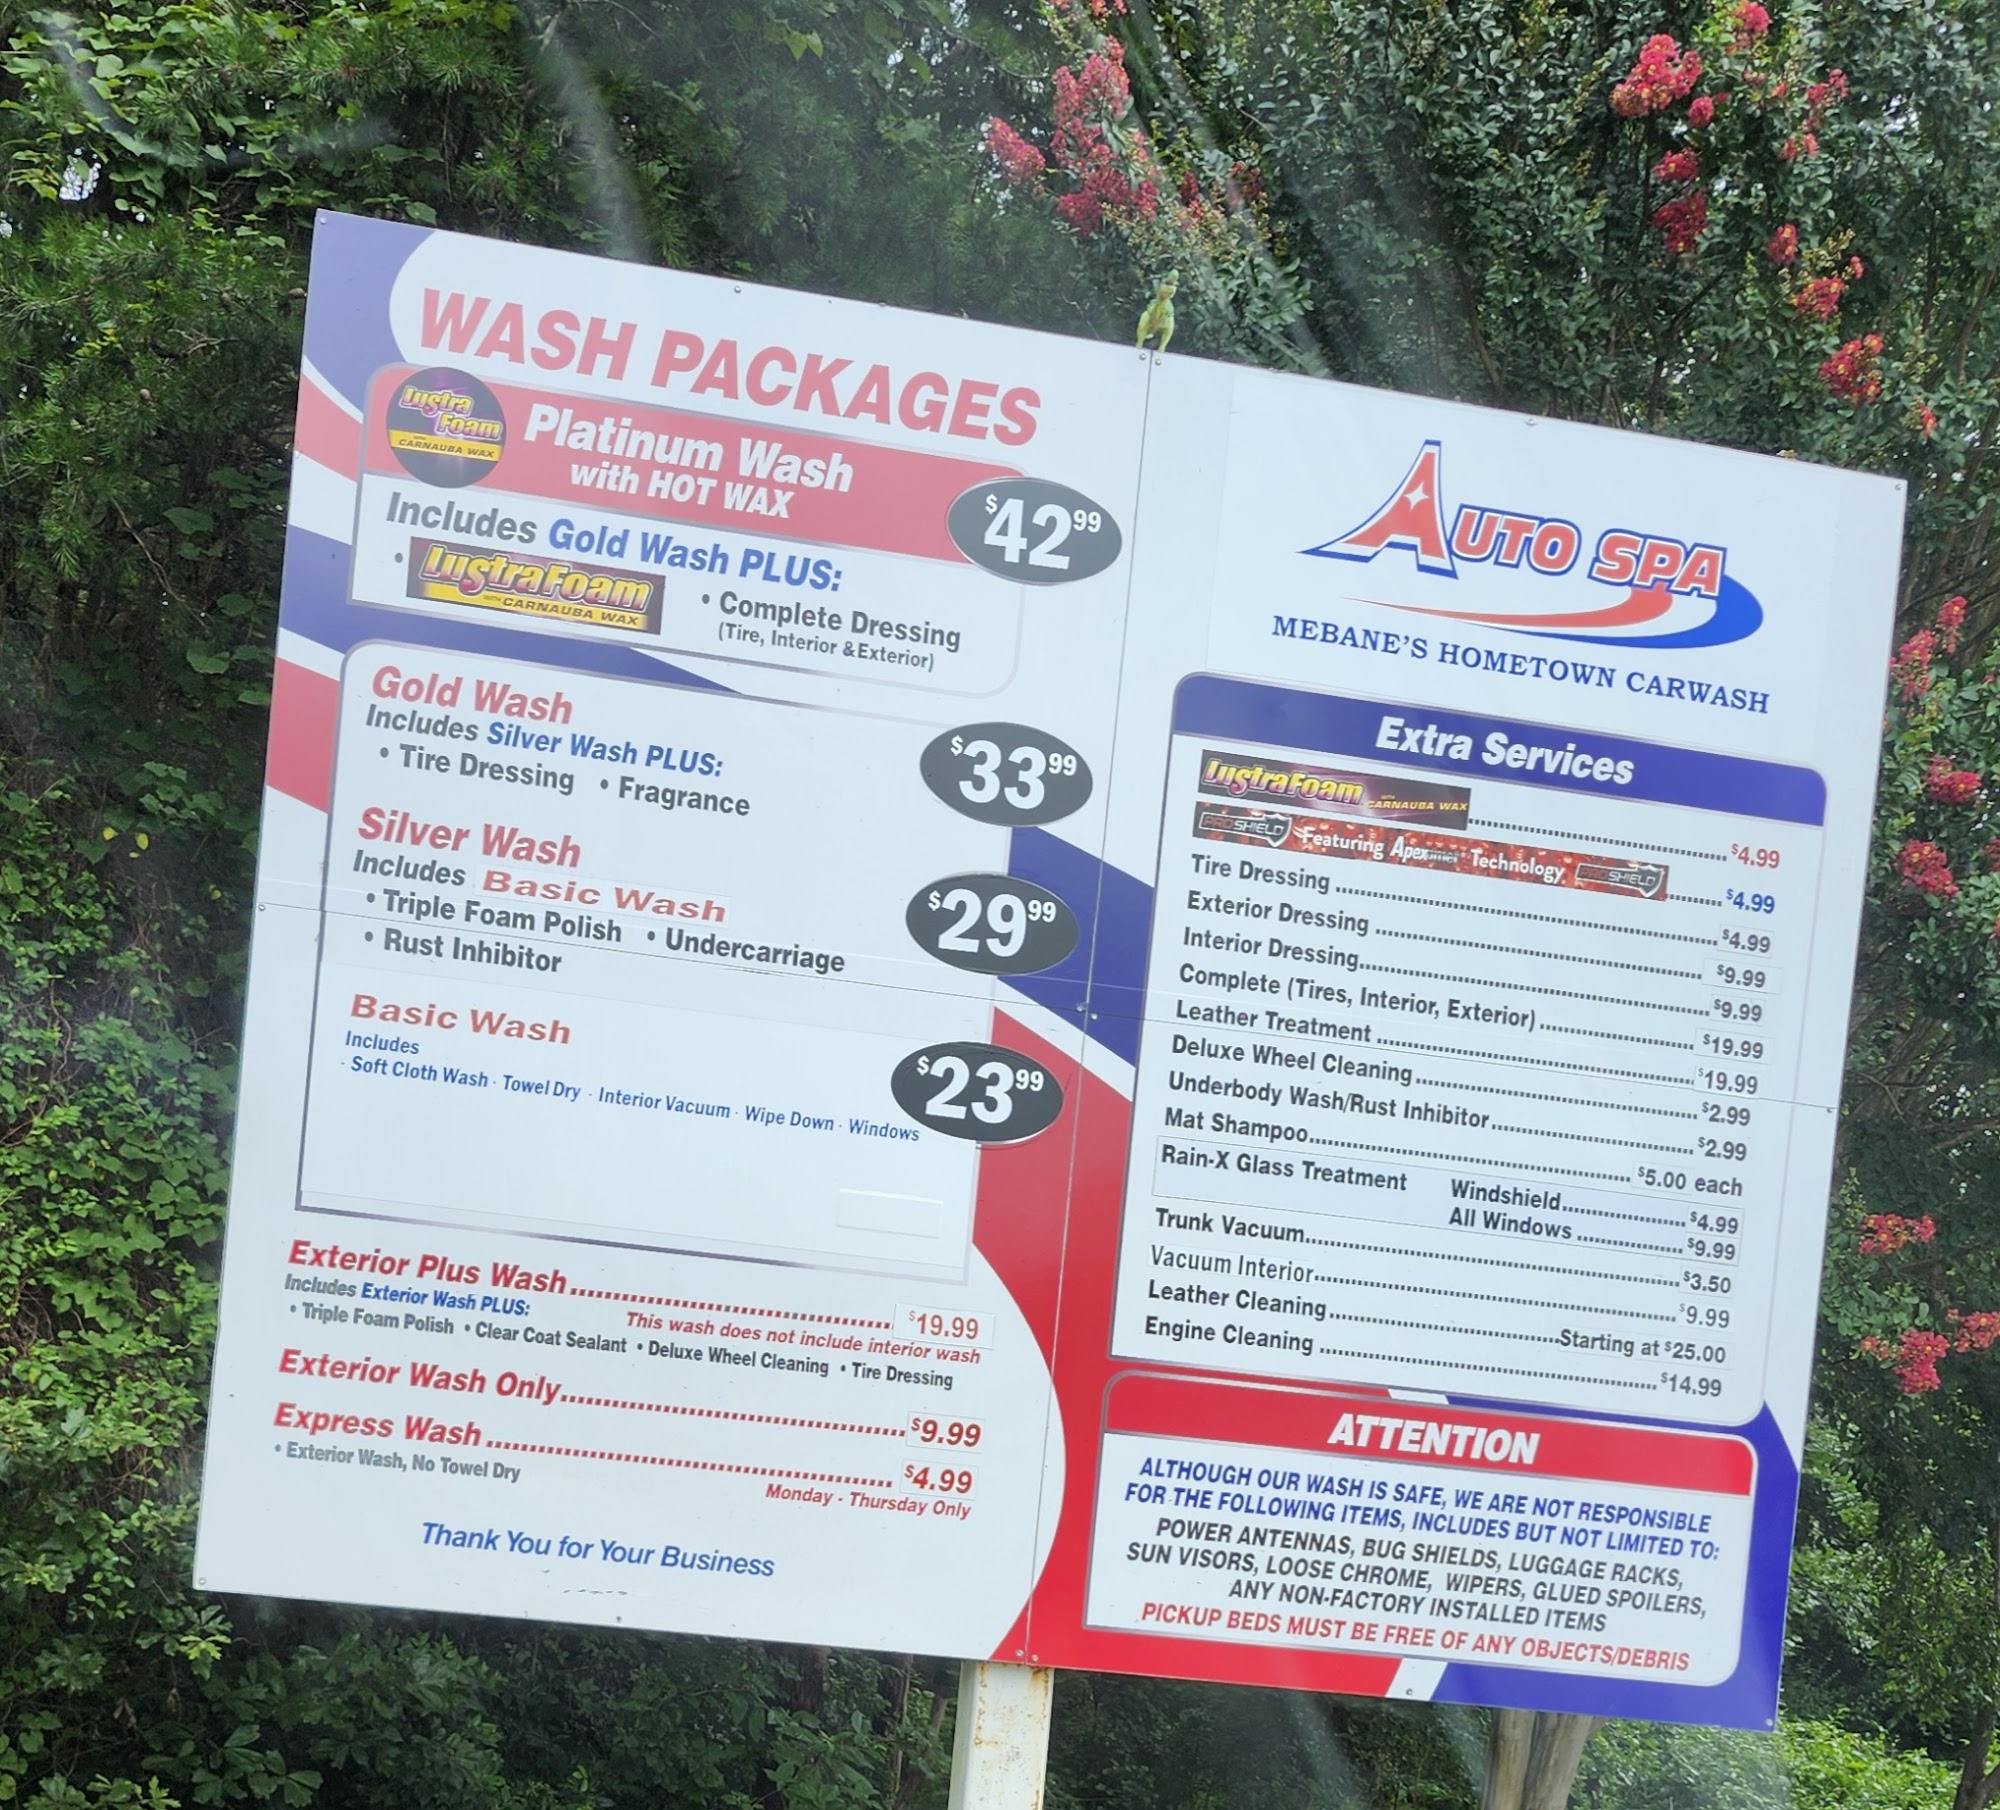 WASH PACKAGES
Lustra
Foam
WITH
CARNAUBA WAX
Platinum Wash
with HOT WAX
$42.99
Includes Gold Wash PLUS:
• LustraFoam
WITH CARNAUBA WAX
• Complete Dressing
(Tire, Interior &Exterior)
Gold Wash
Includes Silver Wash PLUS:
• Tire Dressing • Fragrance
$33.99
Silver Wash
Includes Basic Wash
• Triple Foam Polish • Undercarriage
• Rust Inhibitor
$29.99
Basic Wash
Includes
· Soft Cloth Wash · Towel Dry · Interior Vacuum · Wipe Down · Windows
$23.99
Exterior Plus Wash $19.99
Includes Exterior Wash PLUS:
This wash does not include interior wash
• Triple Foam Polish • Clear Coat Sealant • Deluxe Wheel Cleaning • Tire Dressing
Exterior Wash Only $9.99
Express Wash $4.99
• Exterior Wash, No Towel Dry
Monday - Thursday Only
Thank You for Your Business
AUTO SPA
MEBANE'S HOMETOWN CARWASH
Extra Services
LustraFoam WITH CARNAUBA WAX $4.99
PROSHIELD Featuring Technology PROSHIELD $4.99
Tire Dressing $4.99
Exterior Dressing $9.99
Interior Dressing $9.99
Complete (Tires, Interior, Exterior) $19.99
Leather Treatment $19.99
Deluxe Wheel Cleaning $2.99
Underbody Wash/Rust Inhibitor $2.99
Mat Shampoo $5.00 each
Rain-X Glass Treatment Windshield $4.99
All Windows $9.99
Trunk Vacuum $3.50
Vacuum Interior $9.99
Leather Cleaning Starting at $25.00
Engine Cleaning $14.99
ATTENTION
ALTHOUGH OUR WASH IS SAFE, WE ARE NOT RESPONSIBLE
FOR THE FOLLOWING ITEMS, INCLUDES BUT NOT LIMITED TO:
POWER ANTENNAS, BUG SHIELDS, LUGGAGE RACKS,
SUN VISORS, LOOSE CHROME, WIPERS, GLUED SPOILERS,
ANY NON-FACTORY INSTALLED ITEMS
PICKUP BEDS MUST BE FREE OF ANY OBJECTS/DEBRIS